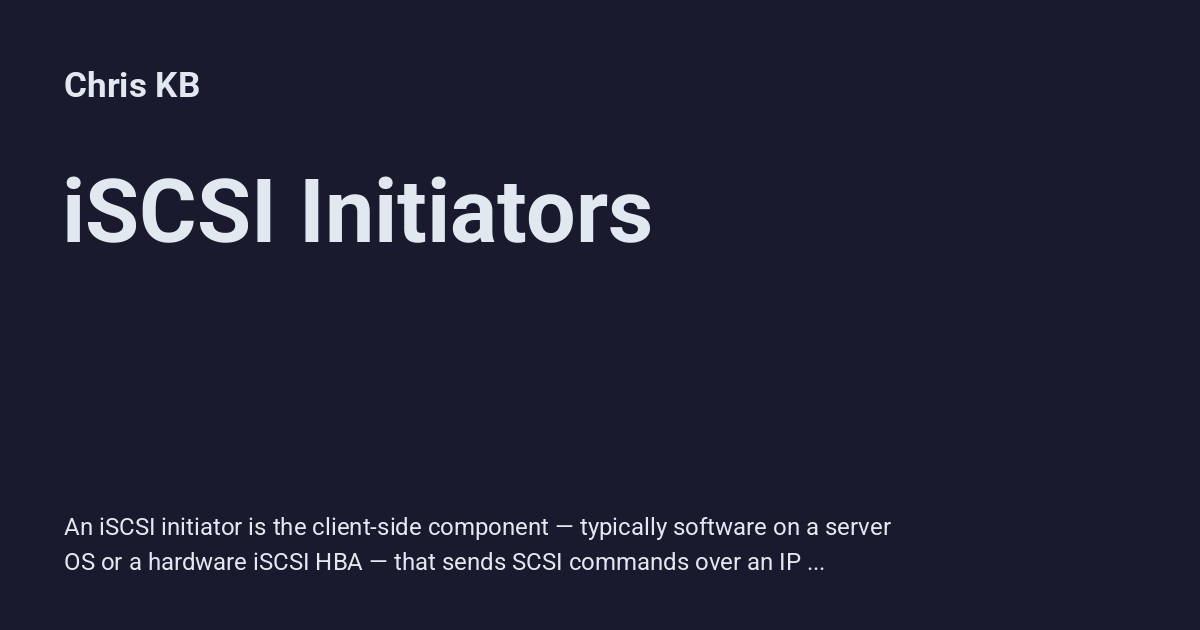 Chris KB
iSCSI Initiators
An iSCSI initiator is the client-side component — typically software on a server
OS or a hardware iSCSI HBA — that sends SCSI commands over an IP ...